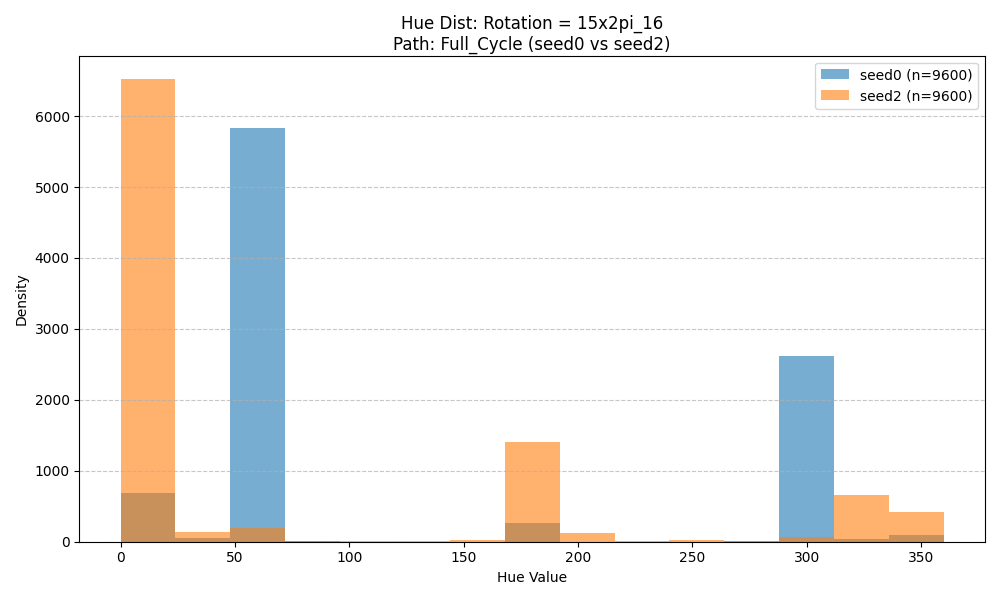 Hue Dist: Rotation = 15x2pi_16
Path: Full_Cycle (seed0 vs seed2)
seed0 (n=9600)
seed2 (n=9600)
Density
6000
5000
4000
3000
2000
1000
0
0 50 100 150 200 250 300 350
Hue Value